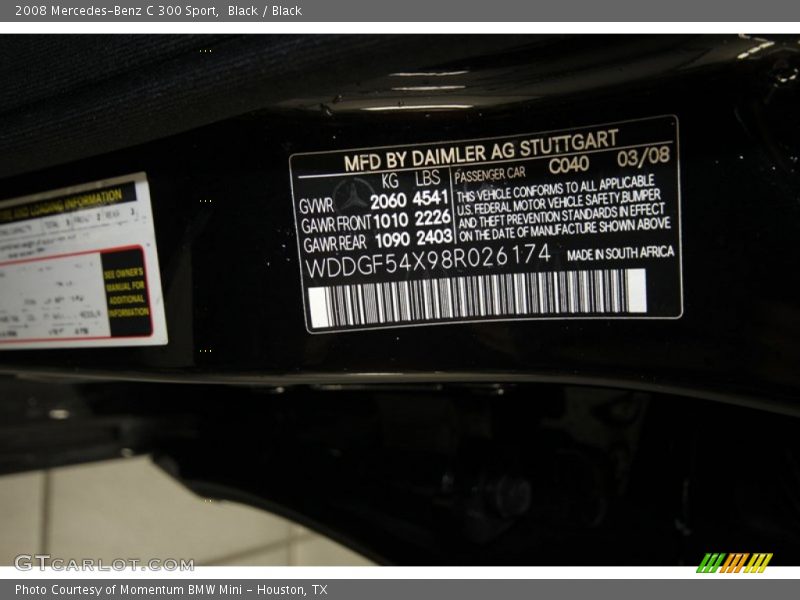 2008 Mercedes-Benz C 300 Sport, Black / Black
MFD BY DAIMLER AG STUTTGART
KG LBS
GVWR 2060 4541
GAWR FRONT 1010 2226
GAWR REAR 1090 2403
PASSENGER CAR C040 03/08
THIS VEHICLE CONFORMS TO ALL APPLICABLE
U.S. FEDERAL MOTOR VEHICLE SAFETY, BUMPER
AND THEFT PREVENTION STANDARDS IN EFFECT
ON THE DATE OF MANUFACTURE SHOWN ABOVE
WDDGF54X98R026174 MADE IN SOUTH AFRICA
AND LOADING INFORMATION
SEE OWNER'S
MANUAL FOR
ADDITIONAL
INFORMATION
GTCARLOT.COM
Photo Courtesy of Momentum BMW Mini - Houston, TX